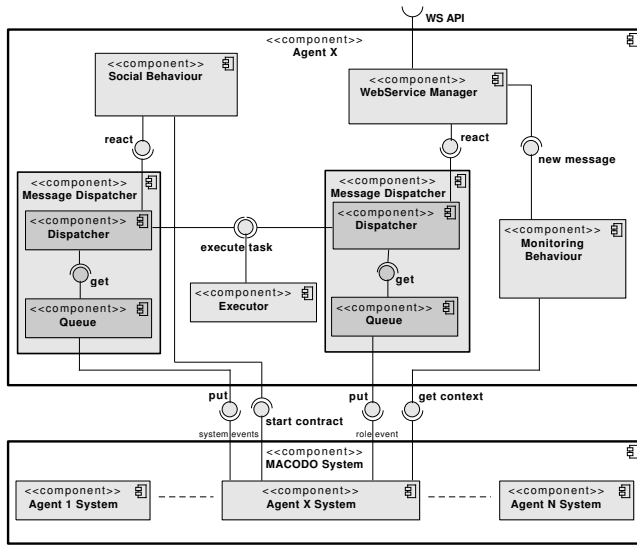 WS API
<<component>>
Agent X
<<component>>
Social Behaviour
<<component>>
WebService Manager
react
react
new message
<<component>>
Message Dispatcher
<<component>>
Message Dispatcher
<<component>>
Dispatcher
<<component>>
Dispatcher
<<component>>
Monitoring
Behaviour
execute task
get
get
<<component>>
Executor
<<component>>
Queue
<<component>>
Queue
put
start contract
put
get context
system events
role event
<<component>>
MACODO System
<<component>>
Agent 1 System
<<component>>
Agent X System
<<component>>
Agent N System